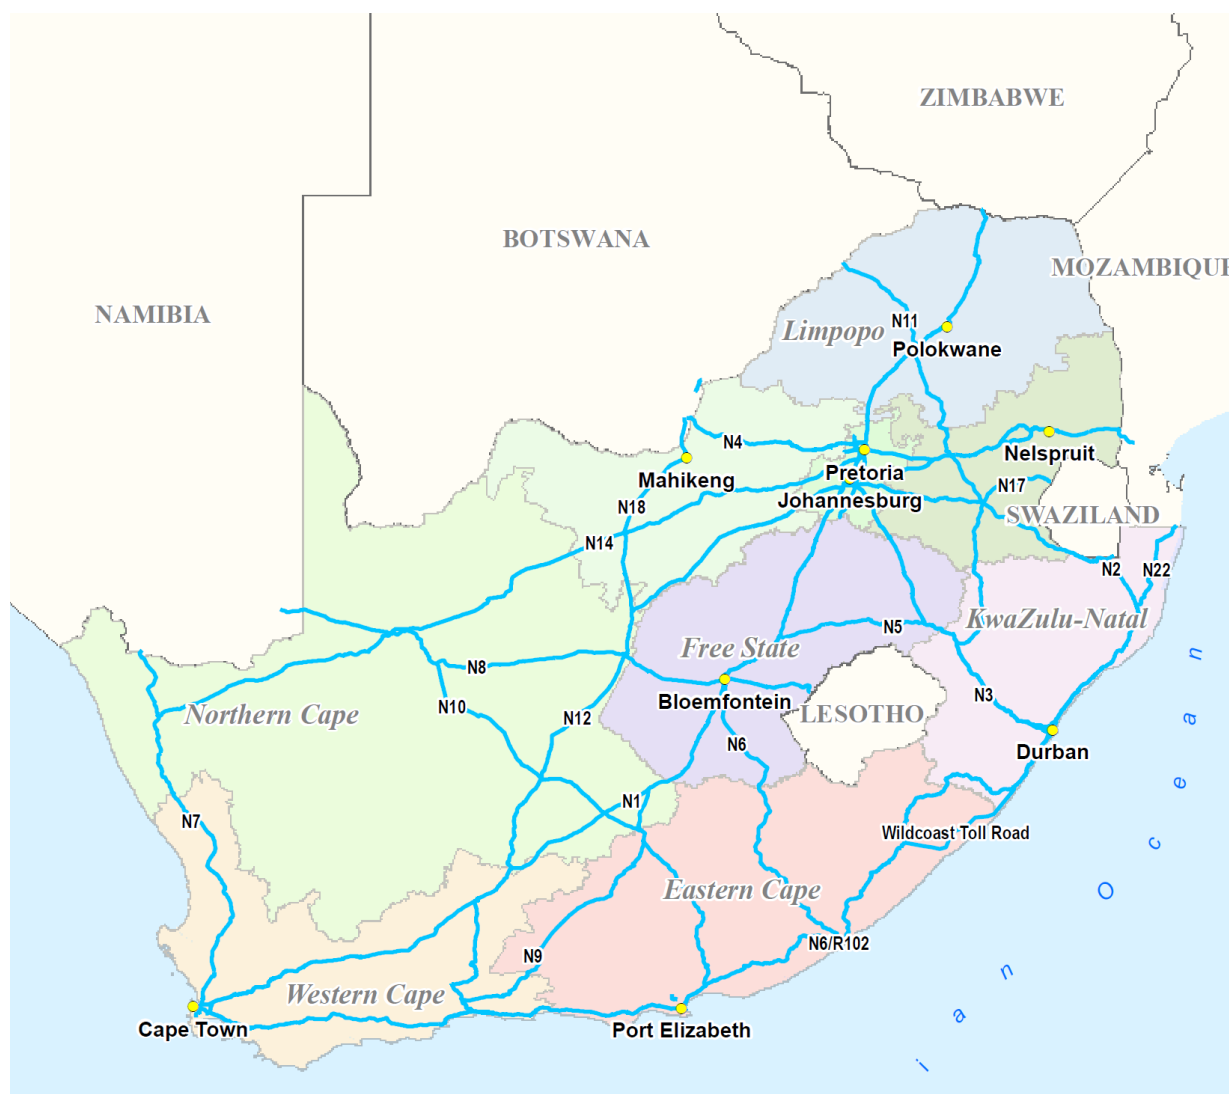 ZIMBABWE
BOTSWANA
MOZAMBIQUE
NAMIBIA
N11
Limpopo
Polokwane
N4
Nelspruit
Pretoria
Mahikeng
N17
Johannesburg
N18
SWAZILAND
N14
N2
N22
KwaZulu-Natal
N5
Free State
N8
N3
Bloemfontein
N10
Northern Cape
N12
LESOTHO
N6
Durban
N1
N7
Wildcoast Toll Road
Eastern Cape
N6/R102
N9
Western Cape
Cape Town
Port Elizabeth
i a n O c e a n